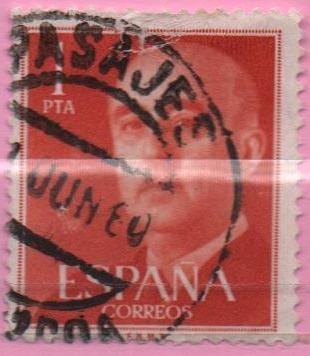 PASAJES
1
PTA
JUN 60
ESPAÑA
CORREOS